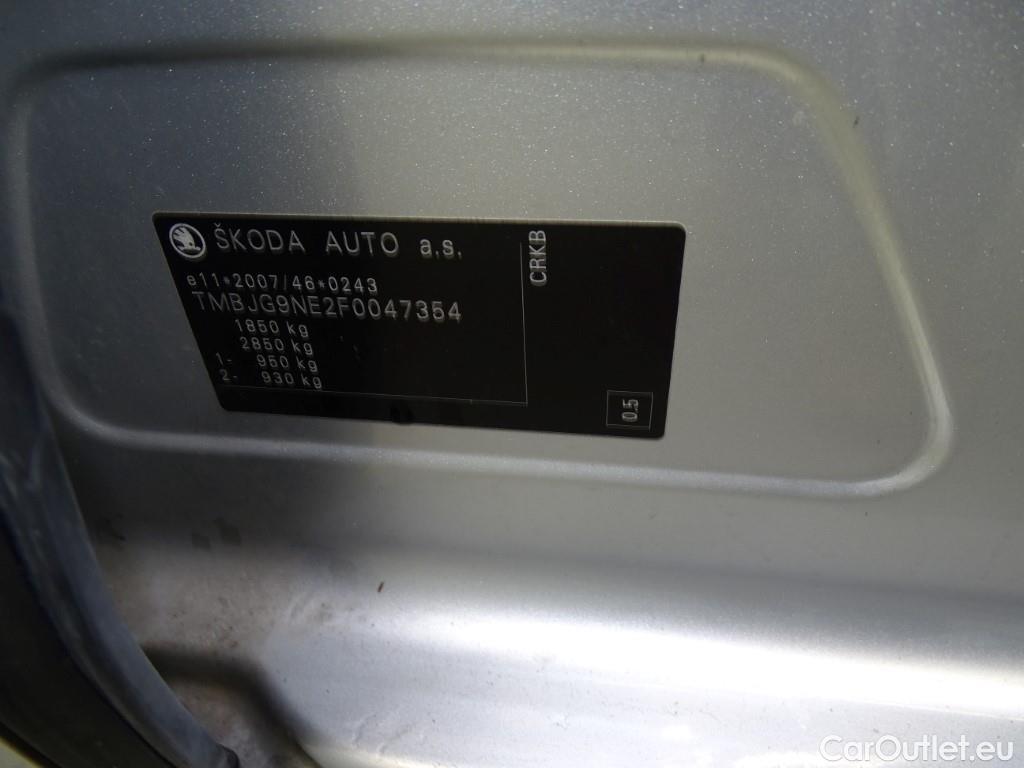 ŠKODA AUTO a.s.
e11*2007/46*0243
TMBJG9NE2F0047354
1850 kg
2850 kg
1- 950 kg
2- 930 kg
CRKB
0.5
CarOutlet.eu